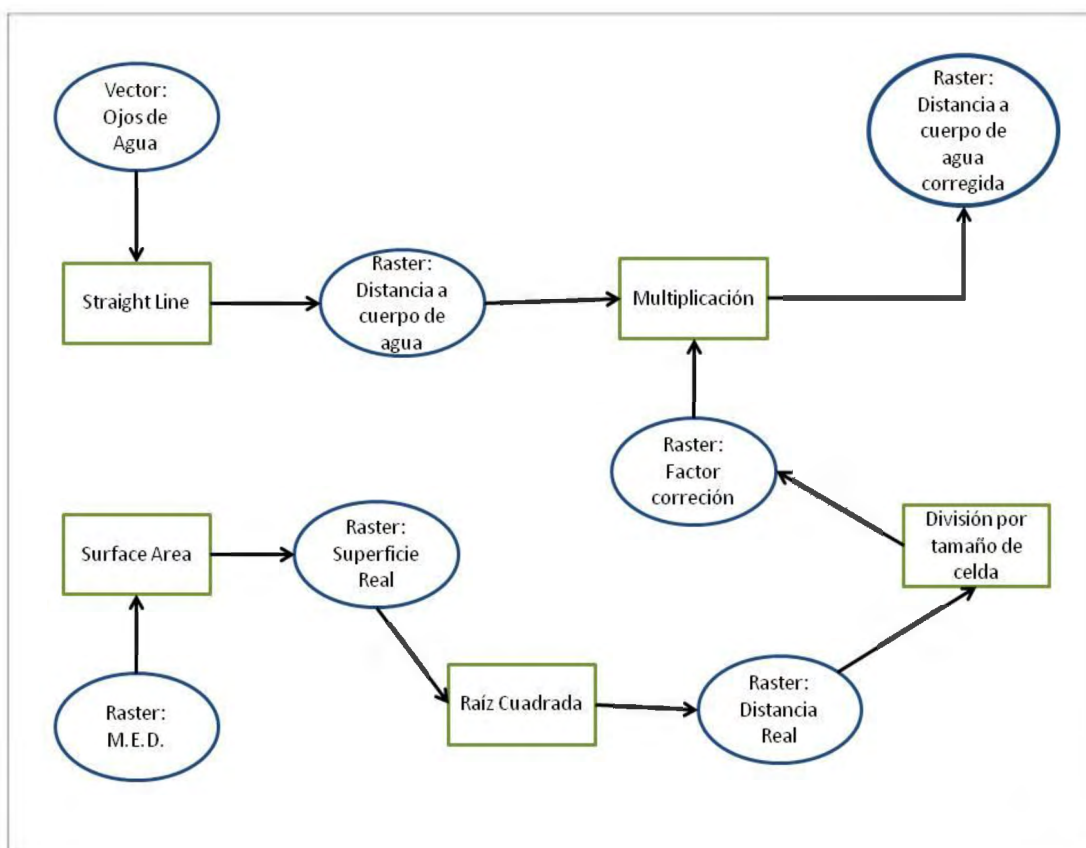 Vector:
Ojos de
Agua
Raster:
Distancia a
cuerpo de
agua
corregida
Straight Line
Raster:
Distancia a
cuerpo de
agua
Multiplicación
Raster:
Factor
correción
Surface Area
Raster:
Superficie
Real
División por
tamaño de
celda
Raster:
M.E.D.
Raíz Cuadrada
Raster:
Distancia
Real